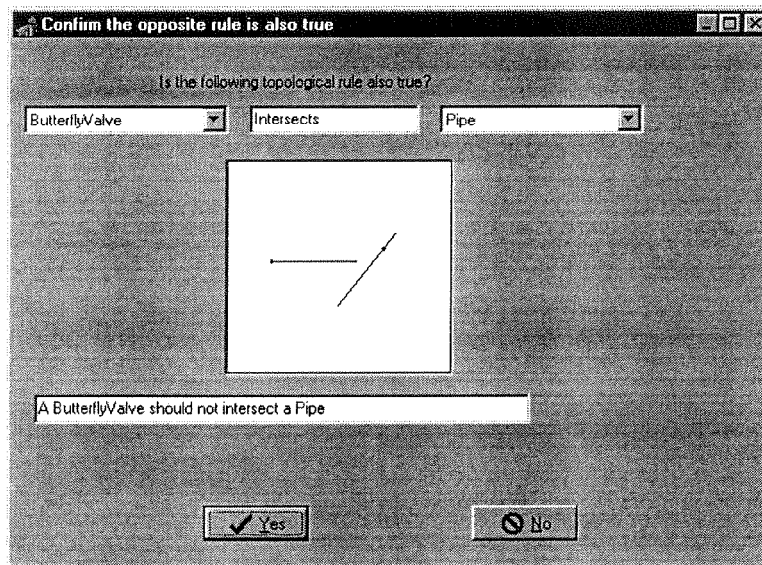 Confirm the opposite rule is also true
Is the following topological rule also true?
ButterflyValve Intersects Pipe
A ButterflyValve should not intersect a Pipe
Yes No